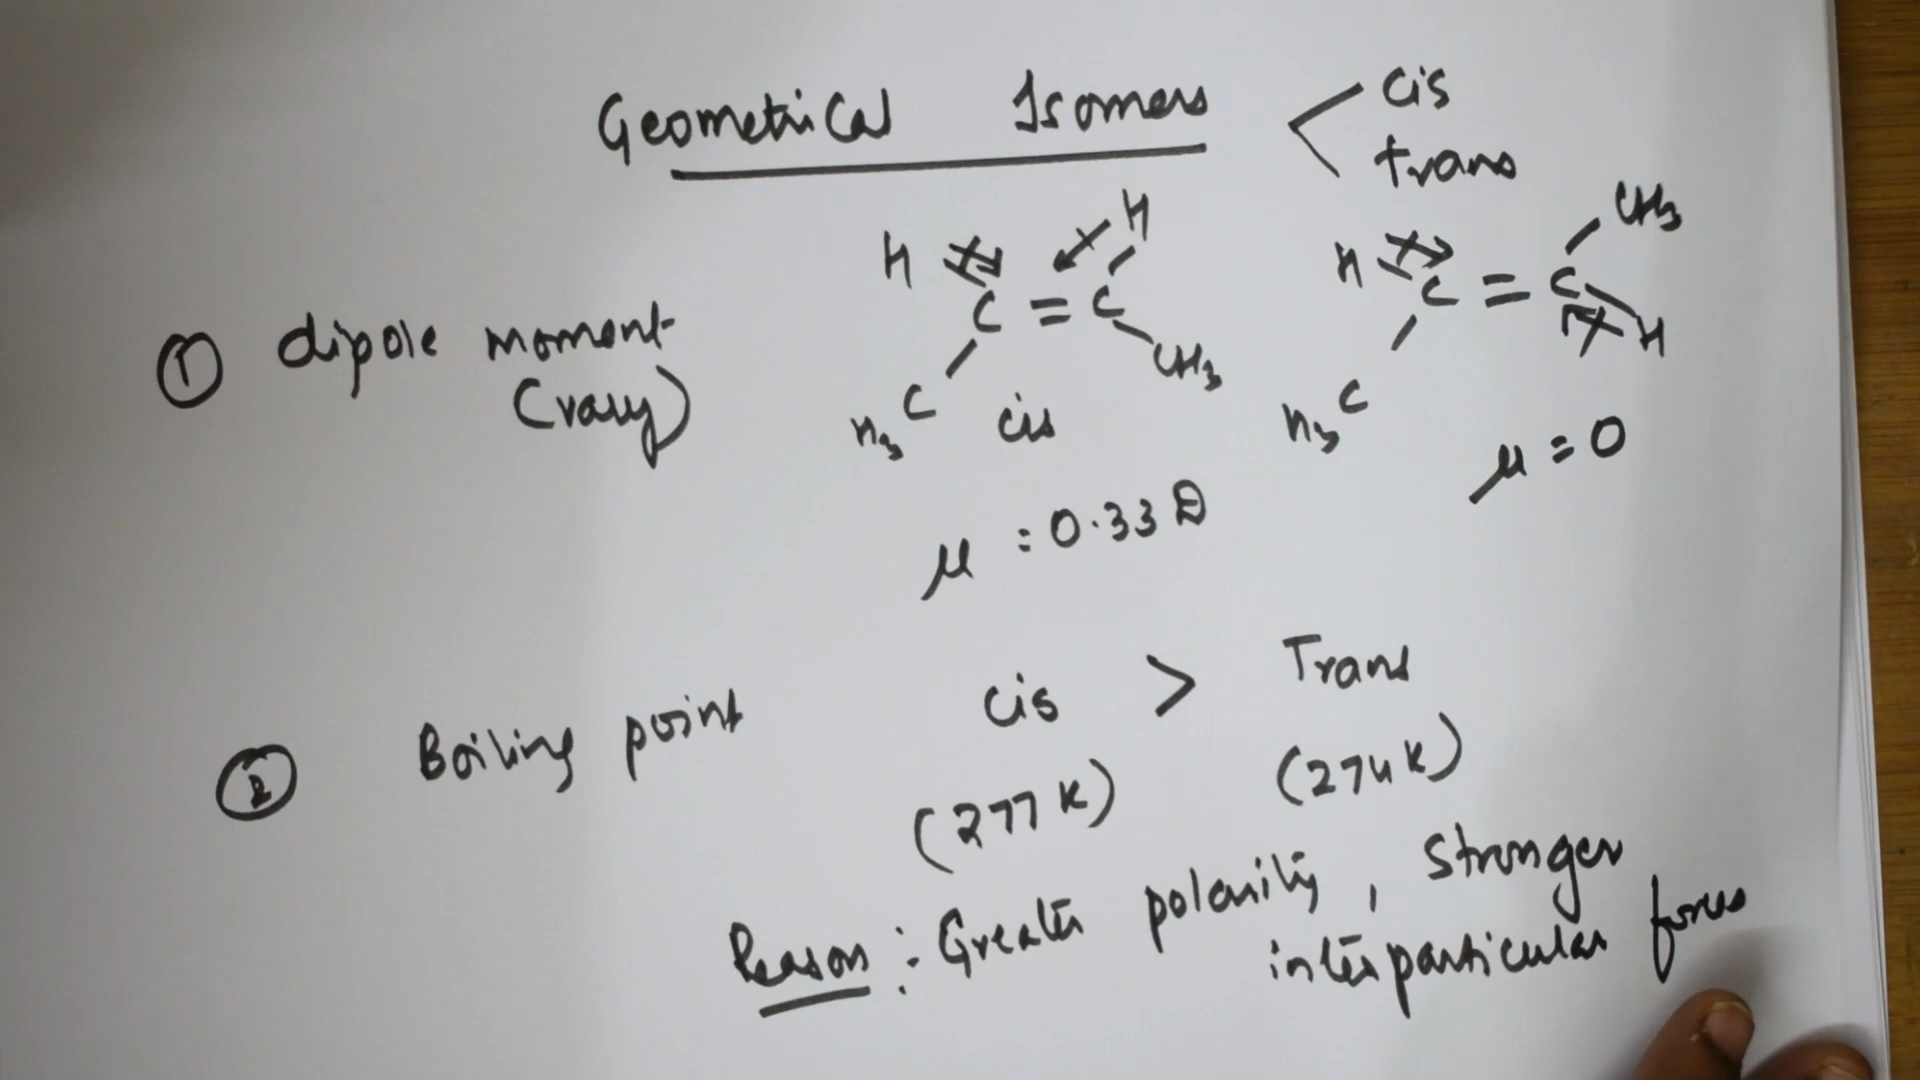 Geometrical Isomers < cis
trans
① dipole moment
(vary)
H H
C = C
H3C CH3
cis
μ = 0.33 D
H CH3
C = C
H3C H
μ = 0
② Boiling point cis > Trans
(277 K) (274 K)
Reason : Greater polarity, stronger
interparticular forces